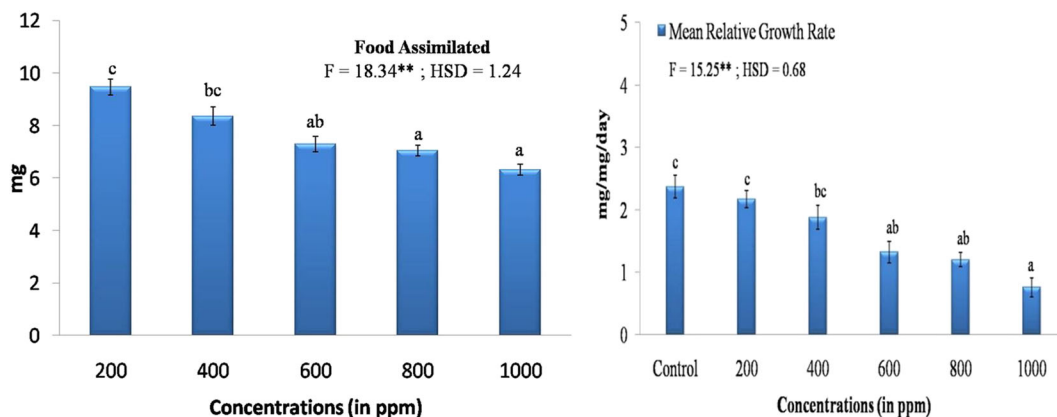 12
10
8
6
4
2
0
mg
Food Assimilated
F = 18.34** ; HSD = 1.24
c
bc
ab
a
a
200 400 600 800 1000
Concentrations (in ppm)
5
4
3
2
1
0
mg/mg/day
Mean Relative Growth Rate
F = 15.25** ; HSD = 0.68
c
c
bc
ab
ab
a
Control 200 400 600 800 1000
Concentrations (in ppm)